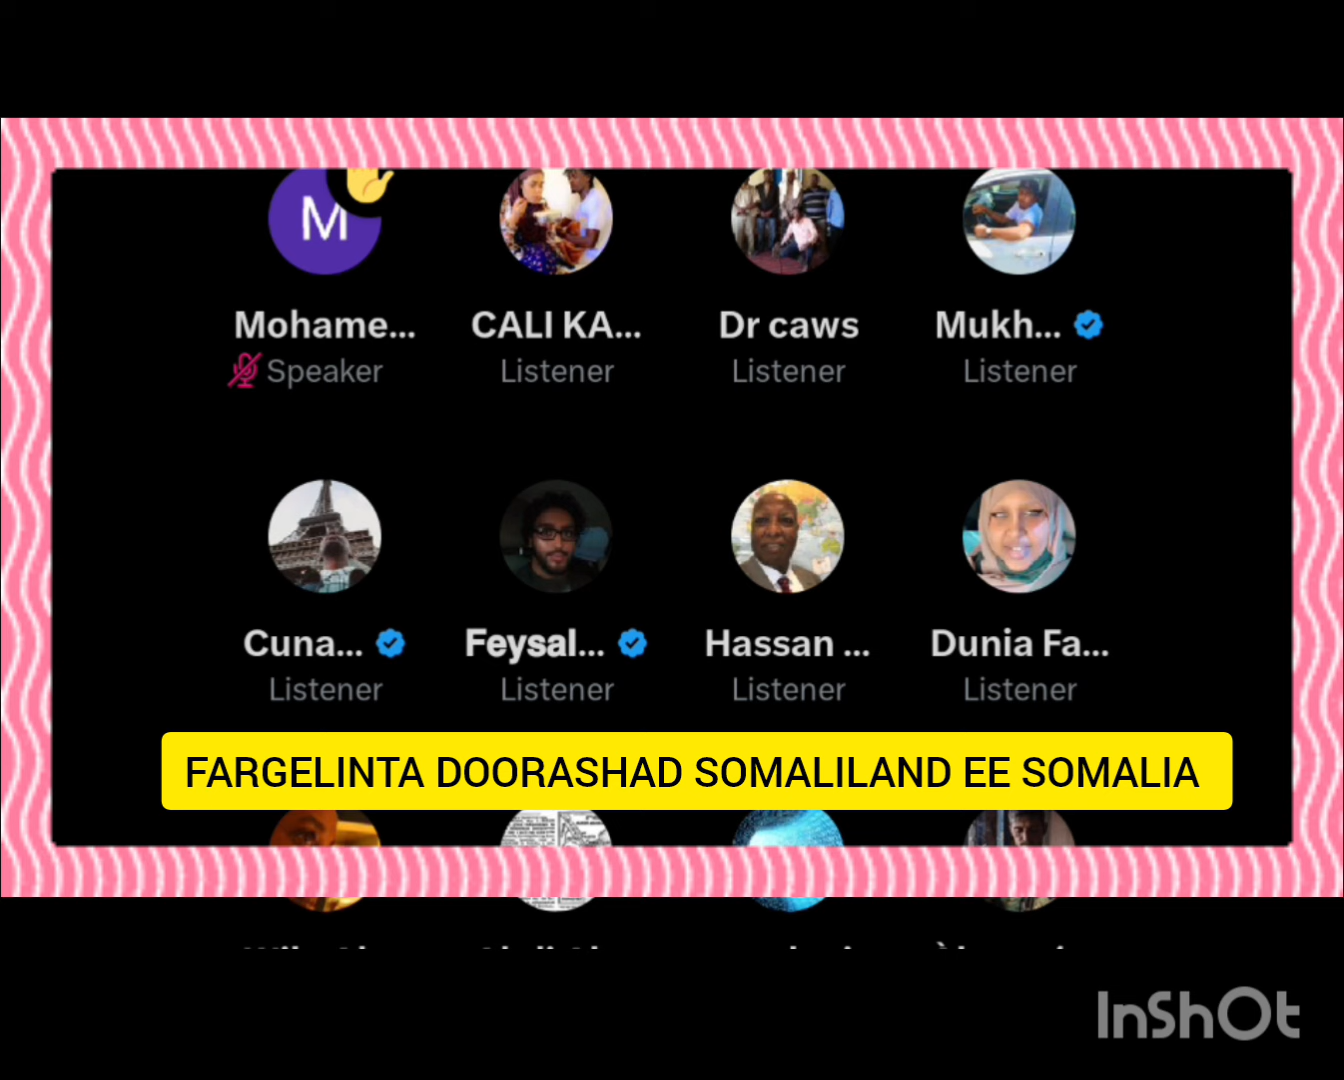 M
Mohame... CALI KA... Dr caws Mukh...
Speaker Listener Listener Listener
Cuna... Feysal... Hassan ... Dunia Fa...
Listener Listener Listener Listener
FARGELINTA DOORASHAD SOMALILAND EE SOMALIA
InShOt